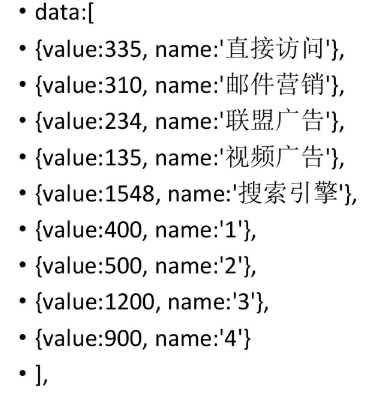 • data:[
• {value:335, name:'直接访问'},
• {value:310, name:'邮件营销'},
• {value:234, name:'联盟广告'},
• {value:135, name:'视频广告'},
• {value:1548, name:'搜索引擎'},
• {value:400, name:'1'},
• {value:500, name:'2'},
• {value:1200, name:'3'},
• {value:900, name:'4'}
• ],